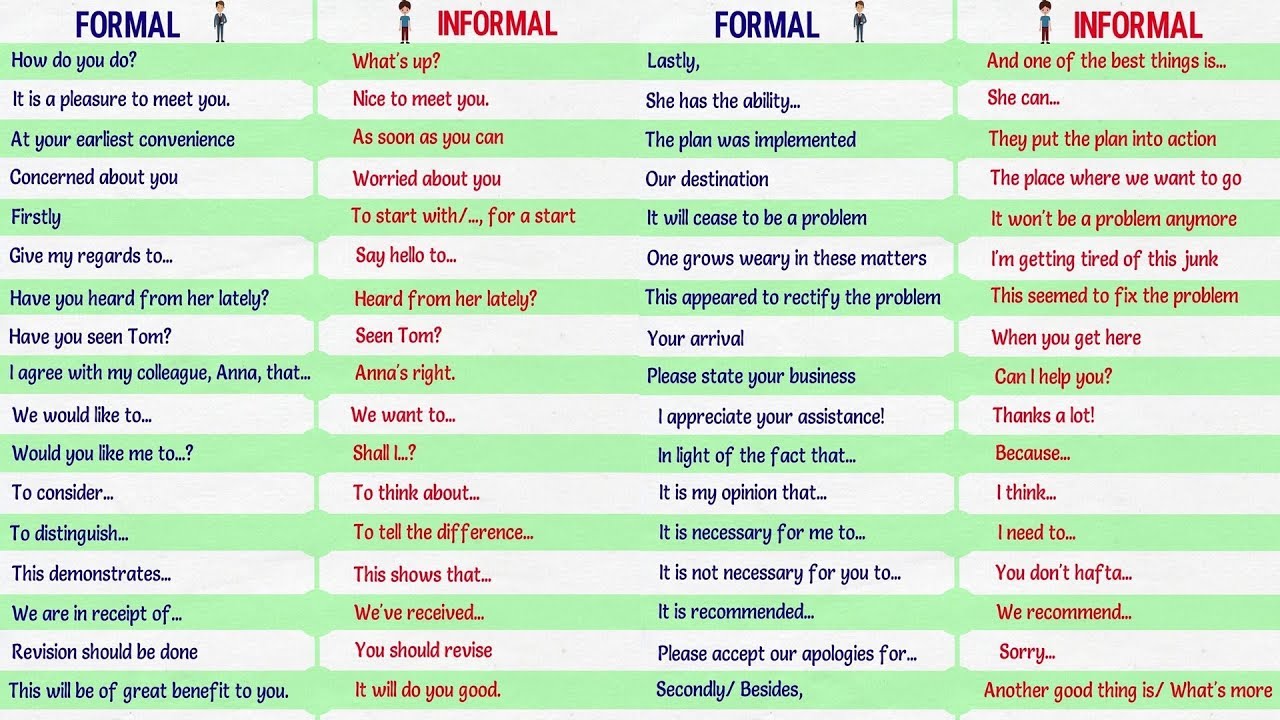 FORMAL INFORMAL FORMAL INFORMAL
How do you do? What's up? Lastly, And one of the best things is...
It is a pleasure to meet you. Nice to meet you. She has the ability... She can...
At your earliest convenience As soon as you can The plan was implemented They put the plan into action
Concerned about you Worried about you Our destination The place where we want to go
Firstly To start with/..., for a start It will cease to be a problem It won't be a problem anymore
Give my regards to... Say hello to... One grows weary in these matters I'm getting tired of this junk
Have you heard from her lately? Heard from her lately? This appeared to rectify the problem This seemed to fix the problem
Have you seen Tom? Seen Tom? Your arrival When you get here
I agree with my colleague, Anna, that... Anna's right. Please state your business Can I help you?
We would like to... We want to... I appreciate your assistance! Thanks a lot!
Would you like me to...? Shall I...? In light of the fact that... Because...
To consider... To think about... It is my opinion that... I think...
To distinguish... To tell the difference... It is necessary for me to... I need to...
This demonstrates... This shows that... It is not necessary for you to... You don't hafta...
We are in receipt of... We've received... It is recommended... We recommend...
Revision should be done You should revise Please accept our apologies for... Sorry...
This will be of great benefit to you. It will do you good. Secondly/ Besides, Another good thing is/ What's more